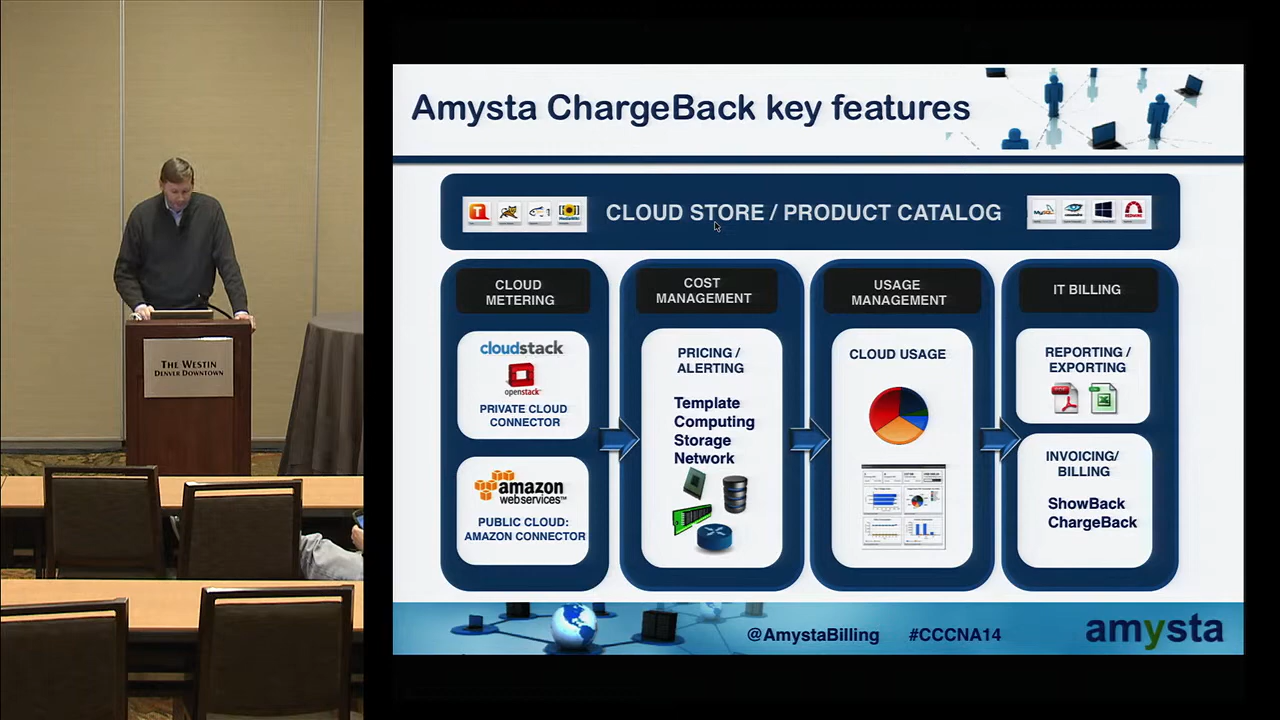 THE WESTIN
DENVER DOWNTOWN
Amysta ChargeBack key features
CLOUD STORE / PRODUCT CATALOG
MySQL
CLOUD
METERING
cloudstack
openstack
PRIVATE CLOUD
CONNECTOR
amazon
webservices™
PUBLIC CLOUD:
AMAZON CONNECTOR
COST
MANAGEMENT
PRICING /
ALERTING
Template
Computing
Storage
Network
USAGE
MANAGEMENT
CLOUD USAGE
IT BILLING
REPORTING /
EXPORTING
INVOICING/
BILLING
ShowBack
ChargeBack
@AmystaBilling
#CCCNA14
amysta